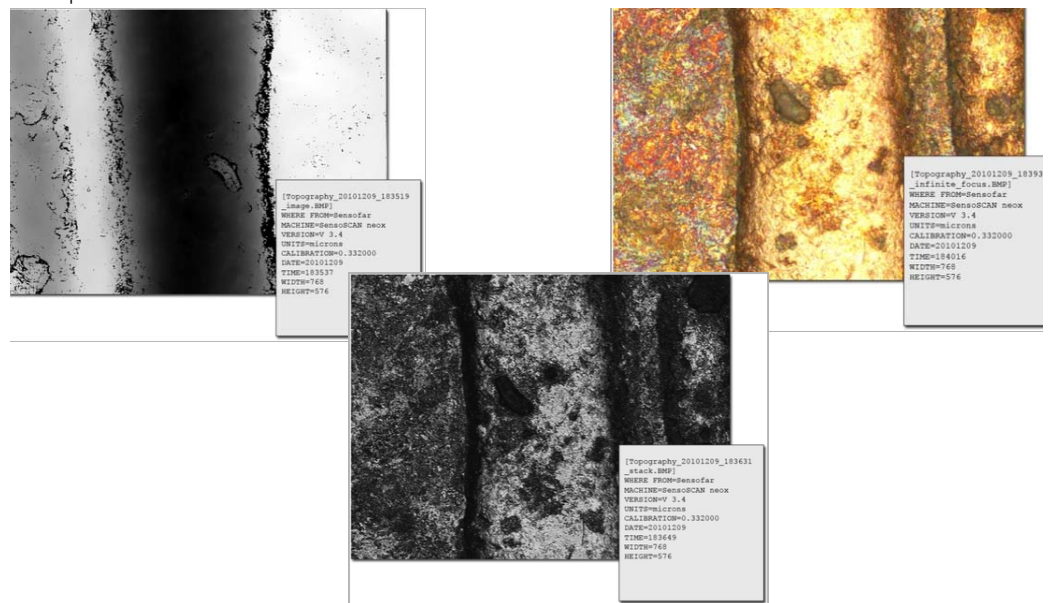 [Topography_20101209_183519
_image.BMP]
WHERE FROM=Sensofar
MACHINE=SensoSCAN neox
VERSION=V 3.4
UNITS=microns
CALIBRATION=0.332000
DATE=20101209
TIME=183537
WIDTH=768
HEIGHT=576
[Topography_20101209_18393
_infinite_focus.BMP]
WHERE FROM=Sensofar
MACHINE=SensoSCAN neox
VERSION=V 3.4
UNITS=microns
CALIBRATION=0.332000
DATE=20101209
TIME=184016
WIDTH=768
HEIGHT=576
[Topography_20101209_183631
_stack.BMP]
WHERE FROM=Sensofar
MACHINE=SensoSCAN neox
VERSION=V 3.4
UNITS=microns
CALIBRATION=0.332000
DATE=20101209
TIME=183649
WIDTH=768
HEIGHT=576